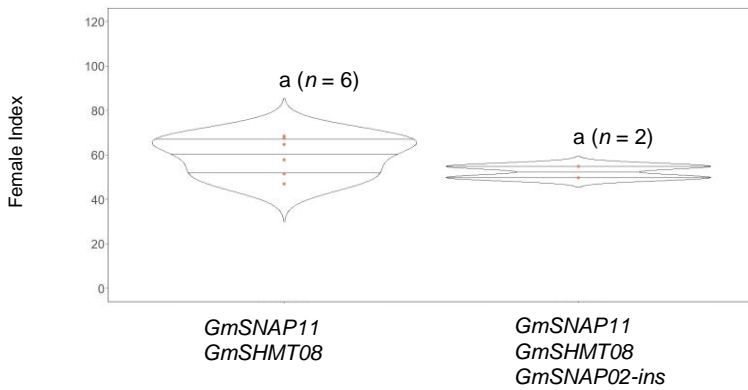 120
100
80
60
40
20
0
Female Index
a (n = 6)
a (n = 2)
GmSNAP11
GmSHMT08
GmSNAP11
GmSHMT08
GmSNAP02-ins